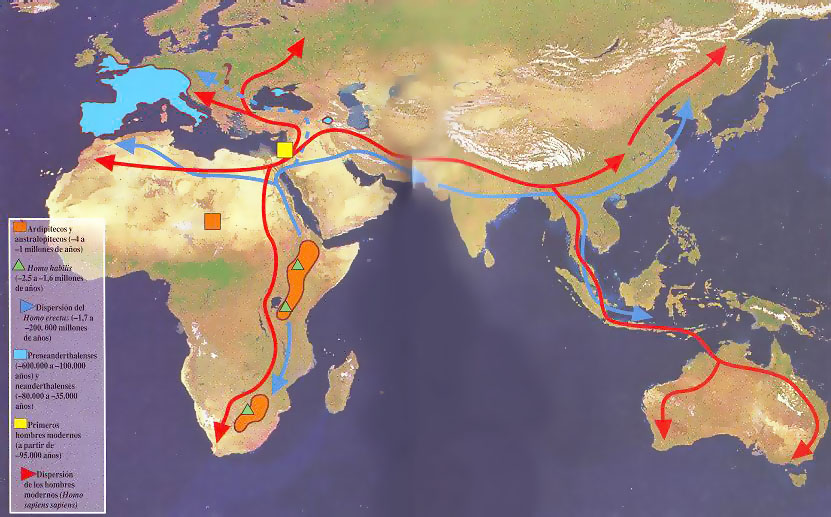 Ardipitecos y
australopitecos (–4 a
–1 millones de años)
Homo habilis
(–2,5 a –1,6 millones
de años)
Dispersión del
Homo erectus (–1,7 a
–200.000 millones
de años)
Preneanderthalenses
(–600.000 a –100.000
años) y
neanderthalenses
(–80.000 a –35.000
años)
Primeros
hombres modernos
(a partir de
–95.000 años)
Dispersión
de los hombres
modernos (Homo
sapiens sapiens)
?